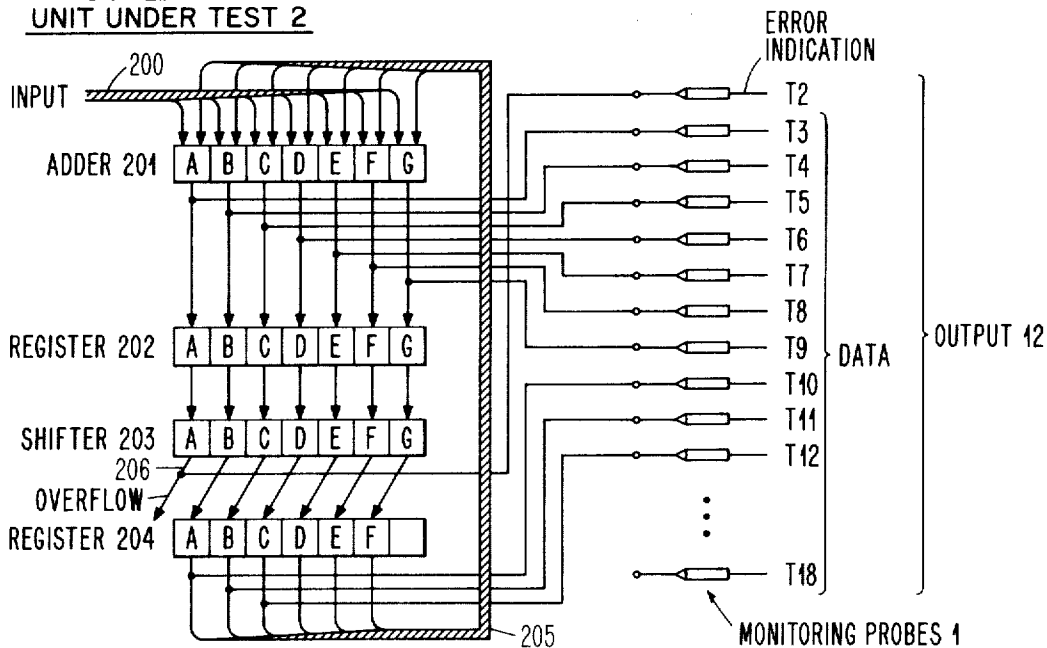 UNIT UNDER TEST 2
ERROR
INDICATION
200
INPUT
T2
T3
ADDER 201 A B C D E F G
T4
T5
T6
T7
T8
REGISTER 202 A B C D E F G
T9
DATA
OUTPUT 12
T10
T11
SHIFTER 203 A B C D E F G
T12
206
OVERFLOW
REGISTER 204 A B C D E F
T18
205
MONITORING PROBES 1